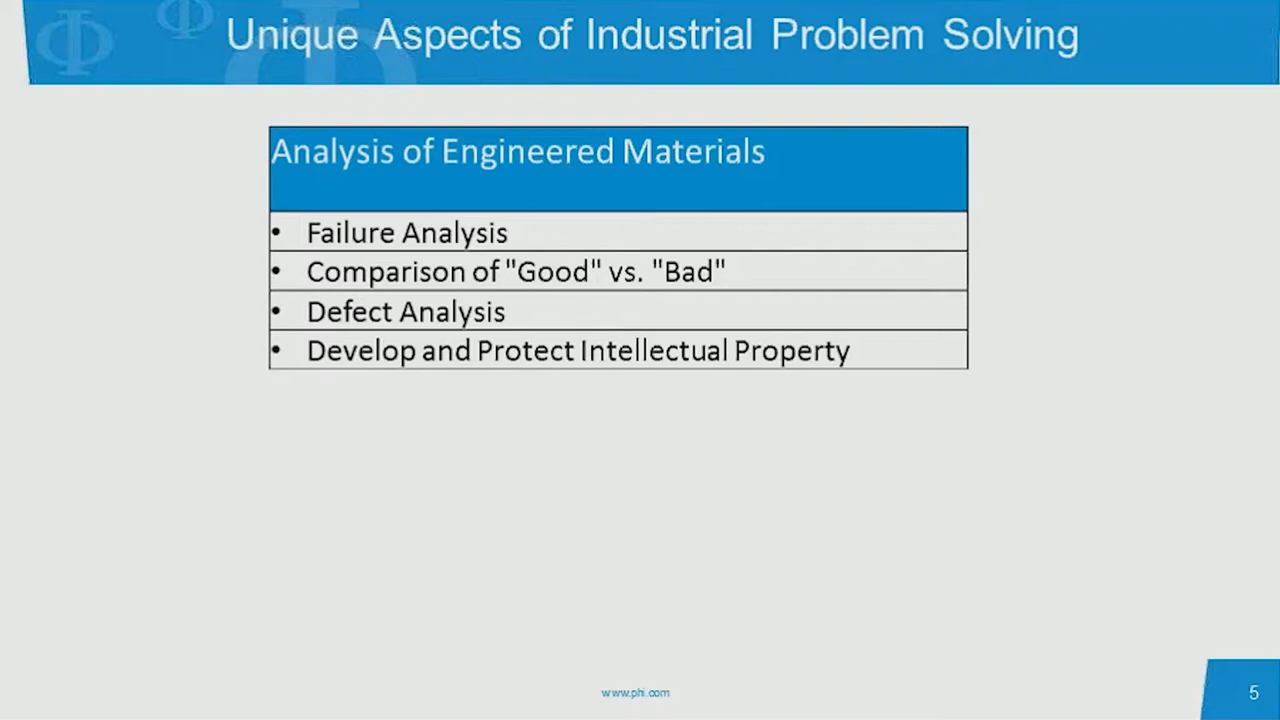 Unique Aspects of Industrial Problem Solving
Analysis of Engineered Materials
• Failure Analysis
• Comparison of "Good" vs. "Bad"
• Defect Analysis
• Develop and Protect Intellectual Property
www.phi.com
5